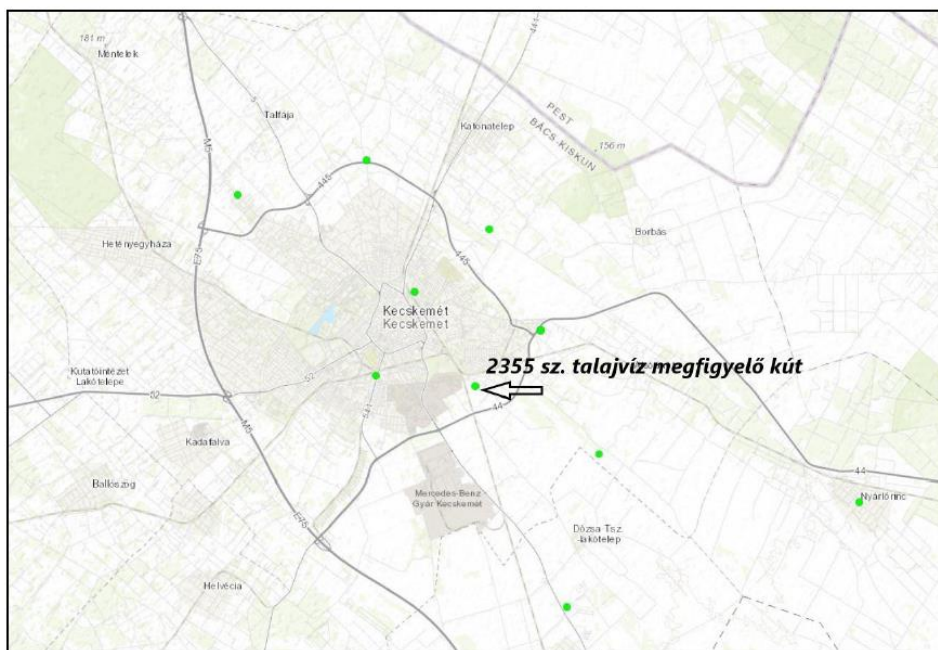 181 m
Méntelek
441
PEST
BÁCS-KISKUN
5
Talfája
Katonatelep
156 m
M5
445
Hetényegyháza
Borbás
E75
445
Kecskemét
Kecskemet
2355 sz. talajvíz megfigyelő kút
Kutatóintézet
Lakótelepe
52
52
M5
541
44
Kadafalva
Ballószög
44
Mercedes-Benz
Gyár Kecskemét
Nyárlőrinc
E75
Dózsa-Tsz.
-lakótelep
Helvécia